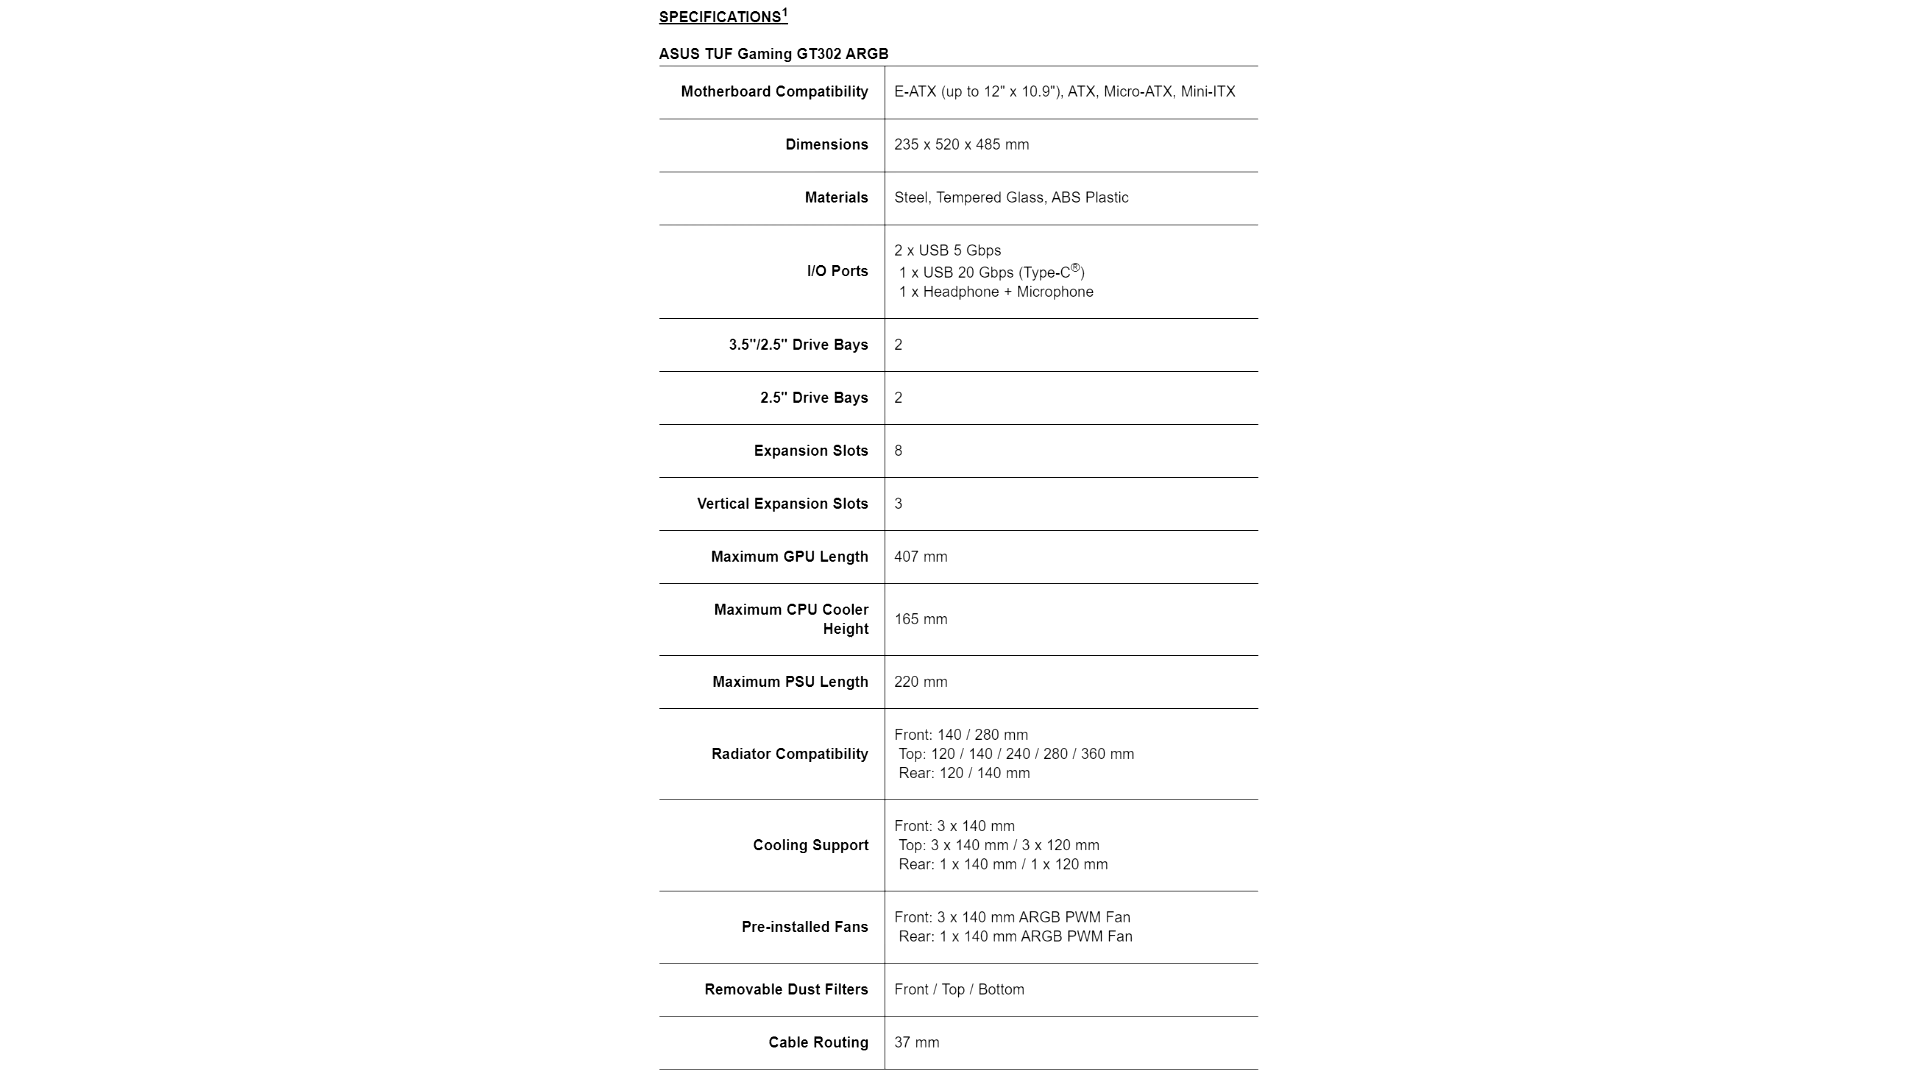 SPECIFICATIONS1
ASUS TUF Gaming GT302 ARGB
Motherboard Compatibility E-ATX (up to 12" x 10.9"), ATX, Micro-ATX, Mini-ITX
Dimensions 235 x 520 x 485 mm
Materials Steel, Tempered Glass, ABS Plastic
I/O Ports
2 x USB 5 Gbps
1 x USB 20 Gbps (Type-C®)
1 x Headphone + Microphone
3.5"/2.5" Drive Bays 2
2.5" Drive Bays 2
Expansion Slots 8
Vertical Expansion Slots 3
Maximum GPU Length 407 mm
Maximum CPU Cooler
Height
165 mm
Maximum PSU Length 220 mm
Radiator Compatibility
Front: 140 / 280 mm
Top: 120 / 140 / 240 / 280 / 360 mm
Rear: 120 / 140 mm
Cooling Support
Front: 3 x 140 mm
Top: 3 x 140 mm / 3 x 120 mm
Rear: 1 x 140 mm / 1 x 120 mm
Pre-installed Fans
Front: 3 x 140 mm ARGB PWM Fan
Rear: 1 x 140 mm ARGB PWM Fan
Removable Dust Filters Front / Top / Bottom
Cable Routing 37 mm